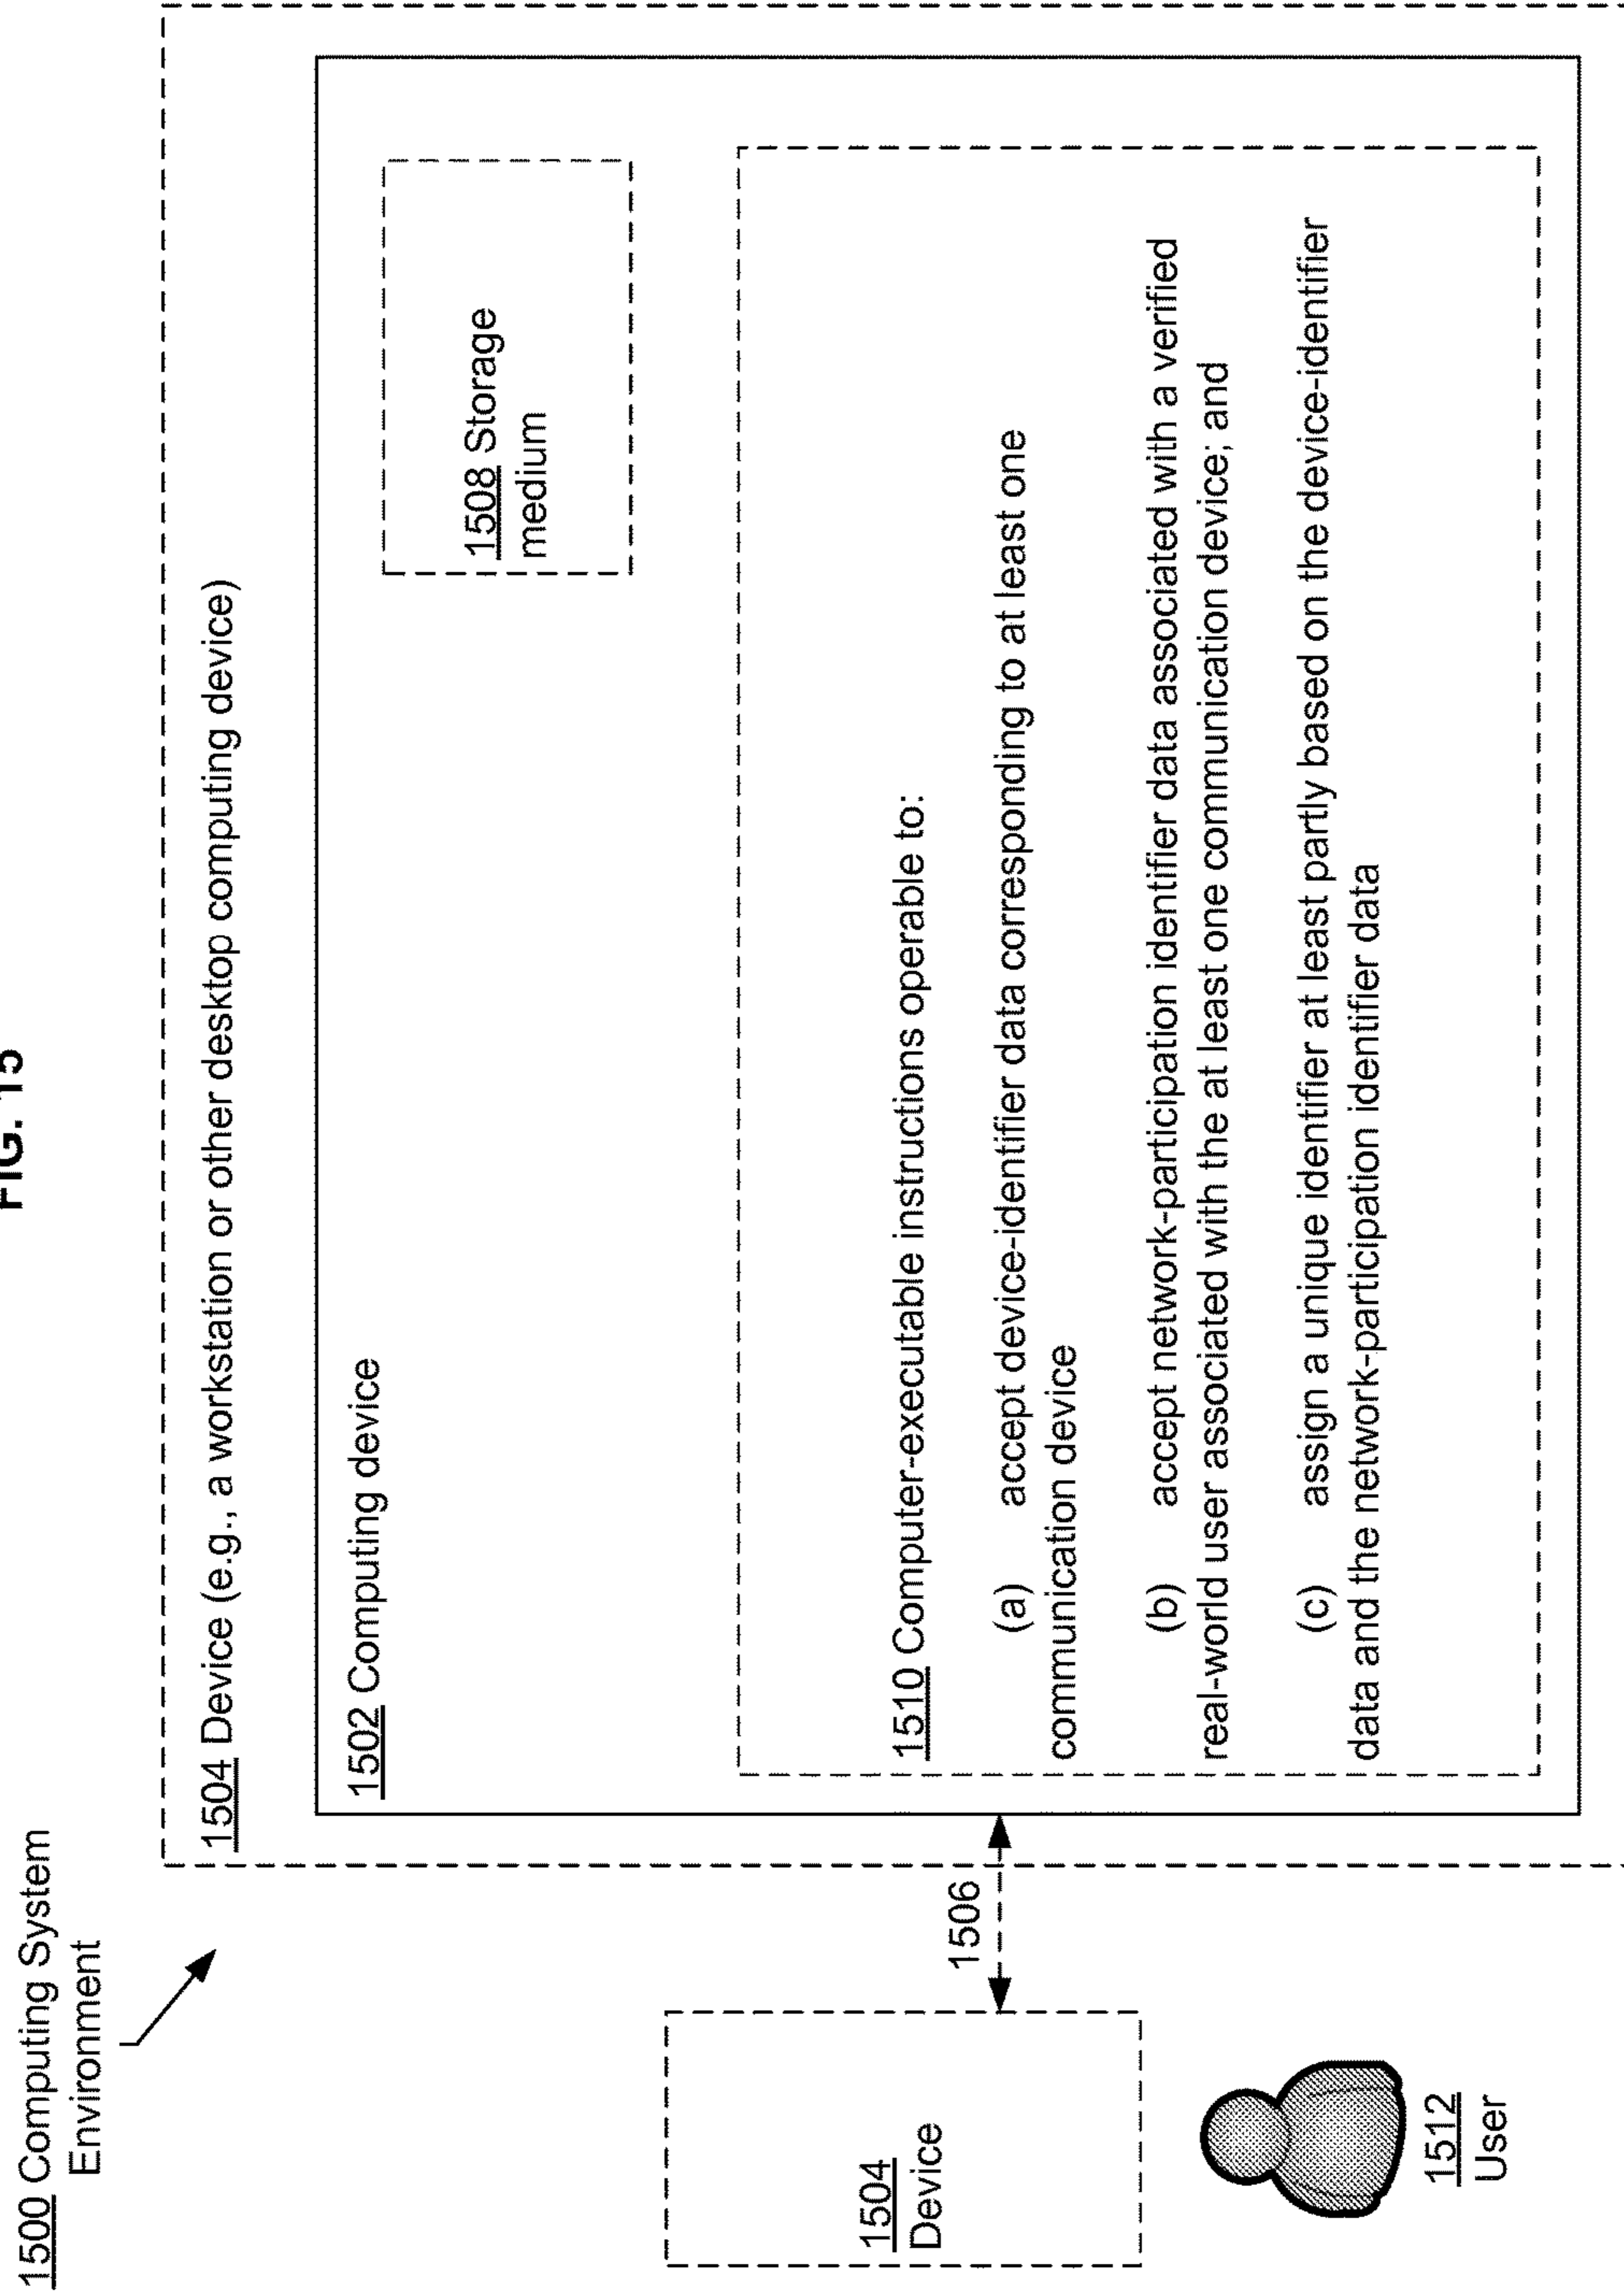 FIG. 15
1500 Computing System
Environment
1504 Device (e.g., a workstation or other desktop computing device)
1502 Computing device
1508 Storage
medium
1510 Computer-executable instructions operable to:
(a) accept device-identifier data corresponding to at least one
communication device
(b) accept network-participation identifier data associated with a verified
real-world user associated with the at least one communication device; and
(c) assign a unique identifier at least partly based on the device-identifier
data and the network-participation identifier data
1506
1504
Device
1512
User